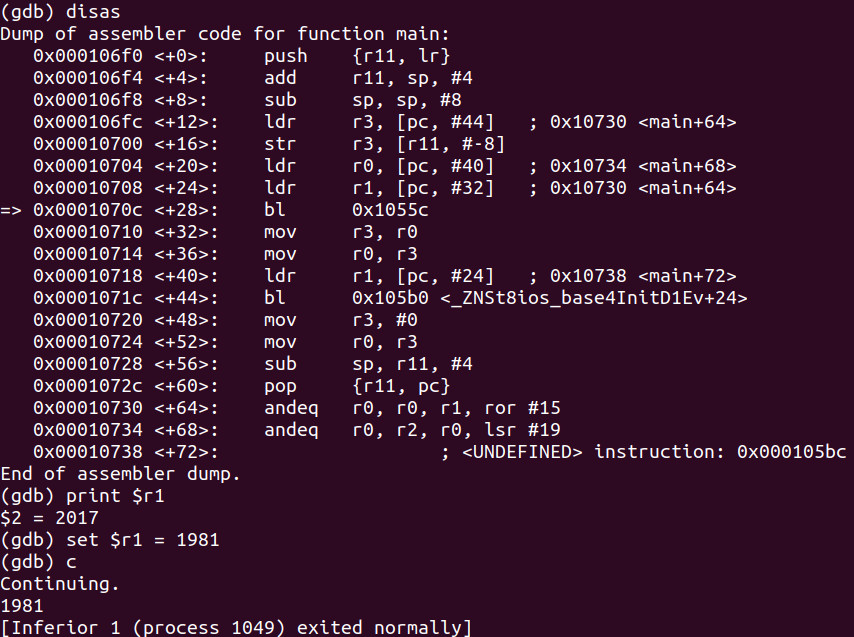 (gdb) disas
Dump of assembler code for function main:
   0x000106f0 <+0>:     push    {r11, lr}
   0x000106f4 <+4>:     add     r11, sp, #4
   0x000106f8 <+8>:     sub     sp, sp, #8
   0x000106fc <+12>:    ldr     r3, [pc, #44]   ; 0x10730 <main+64>
   0x00010700 <+16>:    str     r3, [r11, #-8]
   0x00010704 <+20>:    ldr     r0, [pc, #40]   ; 0x10734 <main+68>
   0x00010708 <+24>:    ldr     r1, [pc, #32]   ; 0x10730 <main+64>
=> 0x0001070c <+28>:    bl      0x1055c
   0x00010710 <+32>:    mov     r3, r0
   0x00010714 <+36>:    mov     r0, r3
   0x00010718 <+40>:    ldr     r1, [pc, #24]   ; 0x10738 <main+72>
   0x0001071c <+44>:    bl      0x105b0 <_ZNSt8ios_base4InitD1Ev+24>
   0x00010720 <+48>:    mov     r3, #0
   0x00010724 <+52>:    mov     r0, r3
   0x00010728 <+56>:    sub     sp, r11, #4
   0x0001072c <+60>:    pop     {r11, pc}
   0x00010730 <+64>:    andeq   r0, r0, r1, ror #15
   0x00010734 <+68>:    andeq   r0, r2, r0, lsr #19
   0x00010738 <+72>:                    ; <UNDEFINED> instruction: 0x000105bc
End of assembler dump.
(gdb) print $r1
$2 = 2017
(gdb) set $r1 = 1981
(gdb) c
Continuing.
1981
[Inferior 1 (process 1049) exited normally]